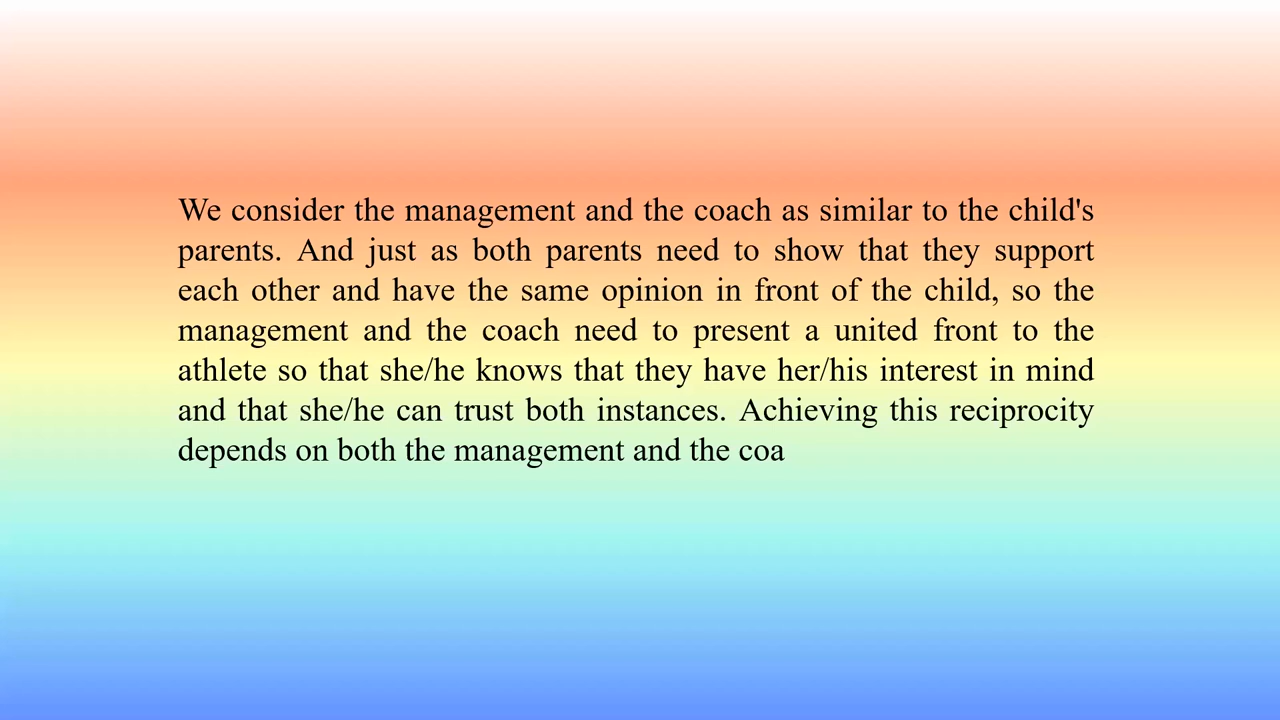 We consider the management and the coach as similar to the child's
parents. And just as both parents need to show that they support
each other and have the same opinion in front of the child, so the
management and the coach need to present a united front to the
athlete so that she/he knows that they have her/his interest in mind
and that she/he can trust both instances. Achieving this reciprocity
depends on both the management and the coa